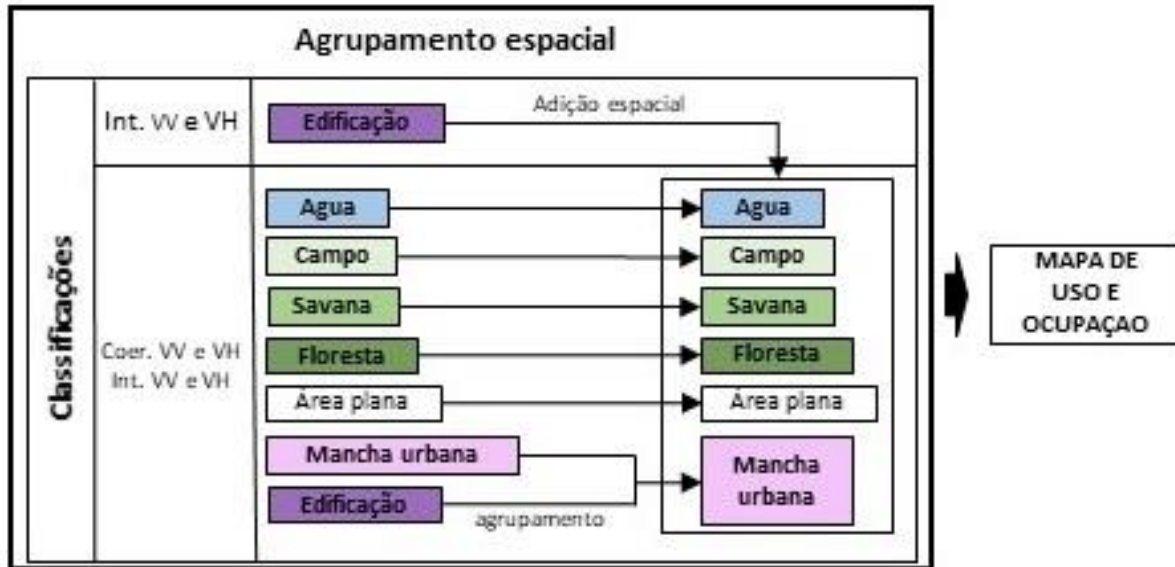 Agrupamento espacial
Classificações
Int. VV e VH
Edificação
Adição espacial
Coer. VV e VH
Int. VV e VH
Agua
Agua
Campo
Campo
Savana
Savana
Floresta
Floresta
Área plana
Área plana
Mancha urbana
Edificação
agrupamento
Mancha
urbana
MAPA DE
USO E
OCUPAÇAO